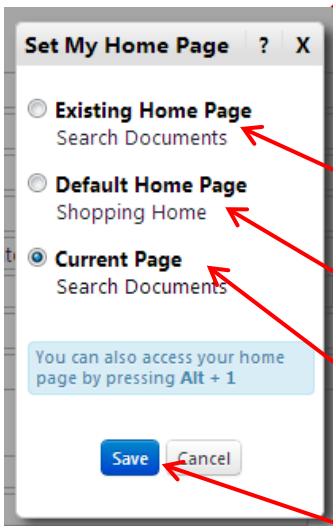 Set My Home Page ? X
Existing Home Page
Search Documents
Default Home Page
Shopping Home
Current Page
Search Documents
You can also access your home
page by pressing Alt + 1
Save Cancel